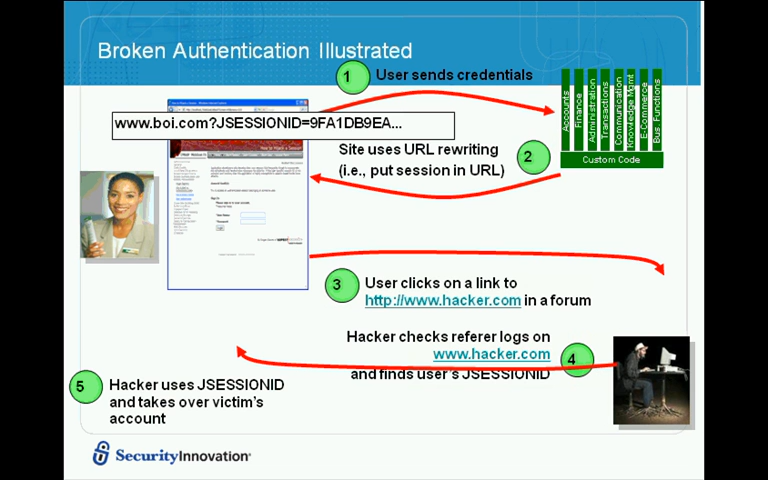 Broken Authentication Illustrated
1
User sends credentials
www.boi.com?JSESSIONID=9FA1DB9EA...
Accounts
Finance
Administration
Transactions
Communication
Knowledge Mgmt
E-Commerce
Bus. Functions
Custom Code
Site uses URL rewriting
(i.e., put session in URL)
2
3
User clicks on a link to
http://www.hacker.com in a forum
Hacker checks referer logs on
www.hacker.com
and finds user's JSESSIONID
4
5
Hacker uses JSESSIONID
and takes over victim's
account
SecurityInnovation